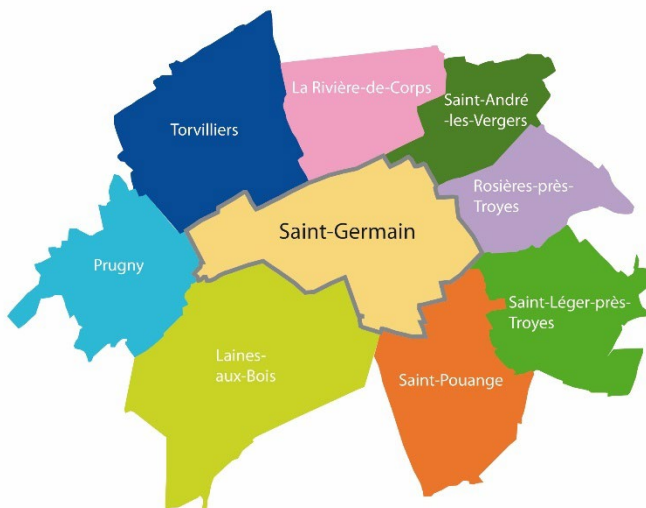 La Rivière-de-Corps
Saint-André
-les-Vergers
Torvilliers
Rosières-près-
Troyes
Saint-Germain
Prugny
Saint-Léger-près-
Troyes
Laines-
aux-Bois
Saint-Pouange